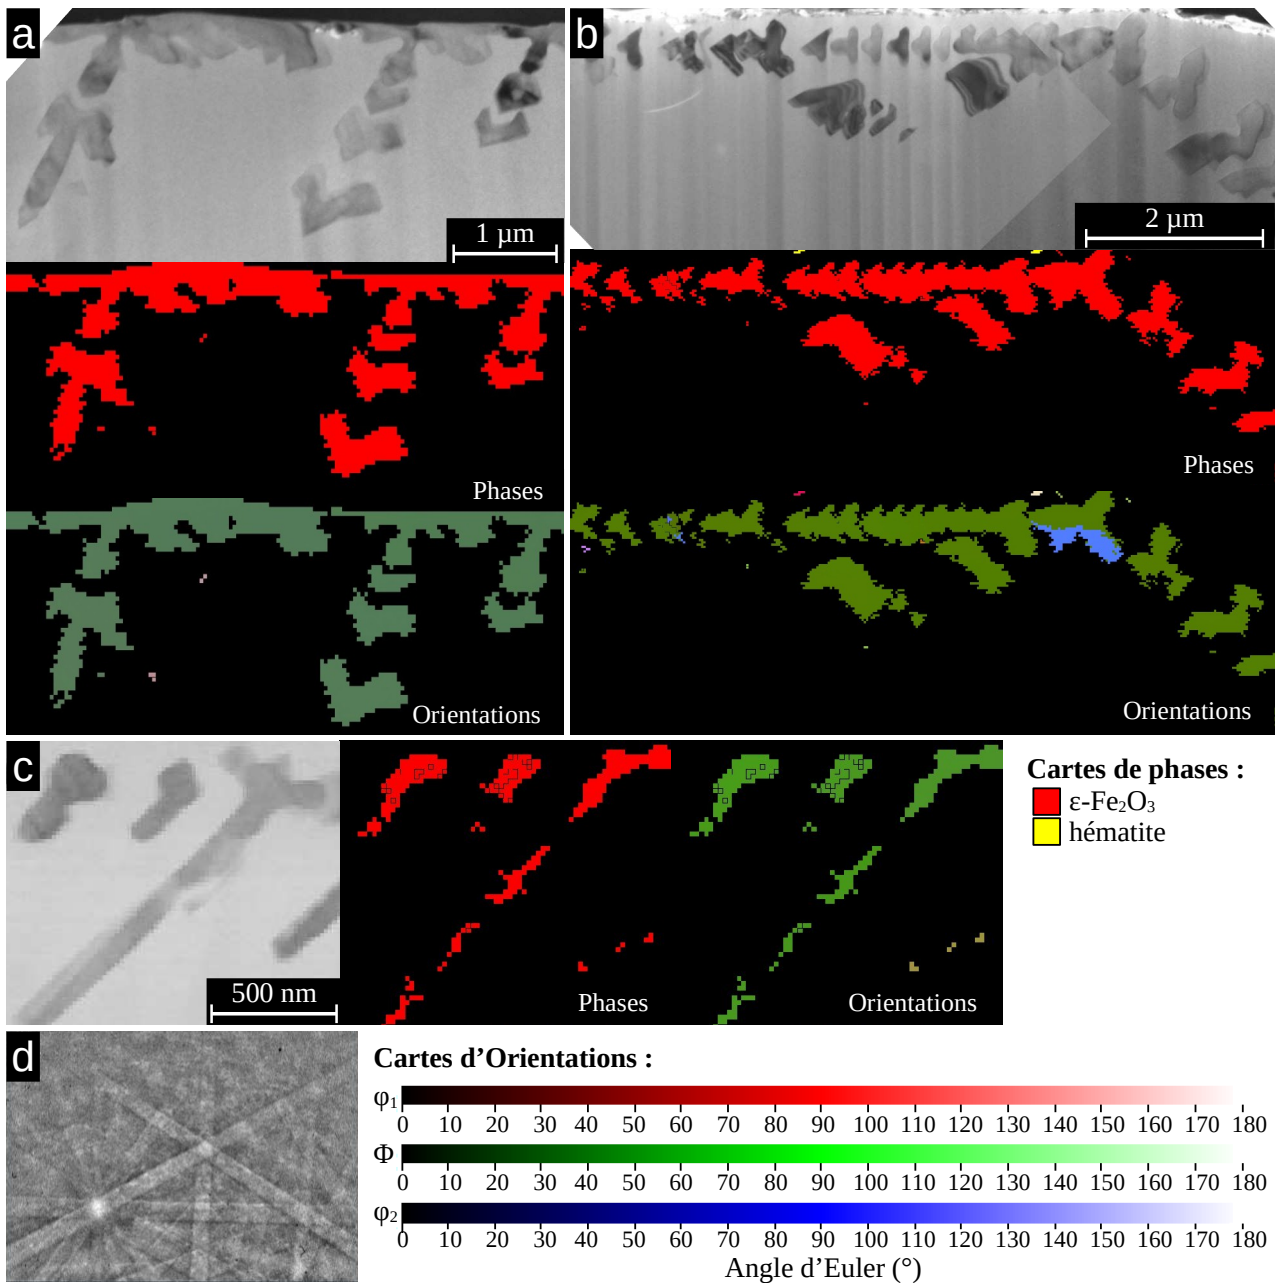 a
b
1 µm
2 µm
Phases
Phases
Orientations
Orientations
c
500 nm
Phases
Orientations
Cartes de phases :
ε-Fe₂O₃
hématite
d
Cartes d’Orientations :
φ₁
0 10 20 30 40 50 60 70 80 90 100 110 120 130 140 150 160 170 180
Φ
0 10 20 30 40 50 60 70 80 90 100 110 120 130 140 150 160 170 180
φ₂
0 10 20 30 40 50 60 70 80 90 100 110 120 130 140 150 160 170 180
Angle d’Euler (°)